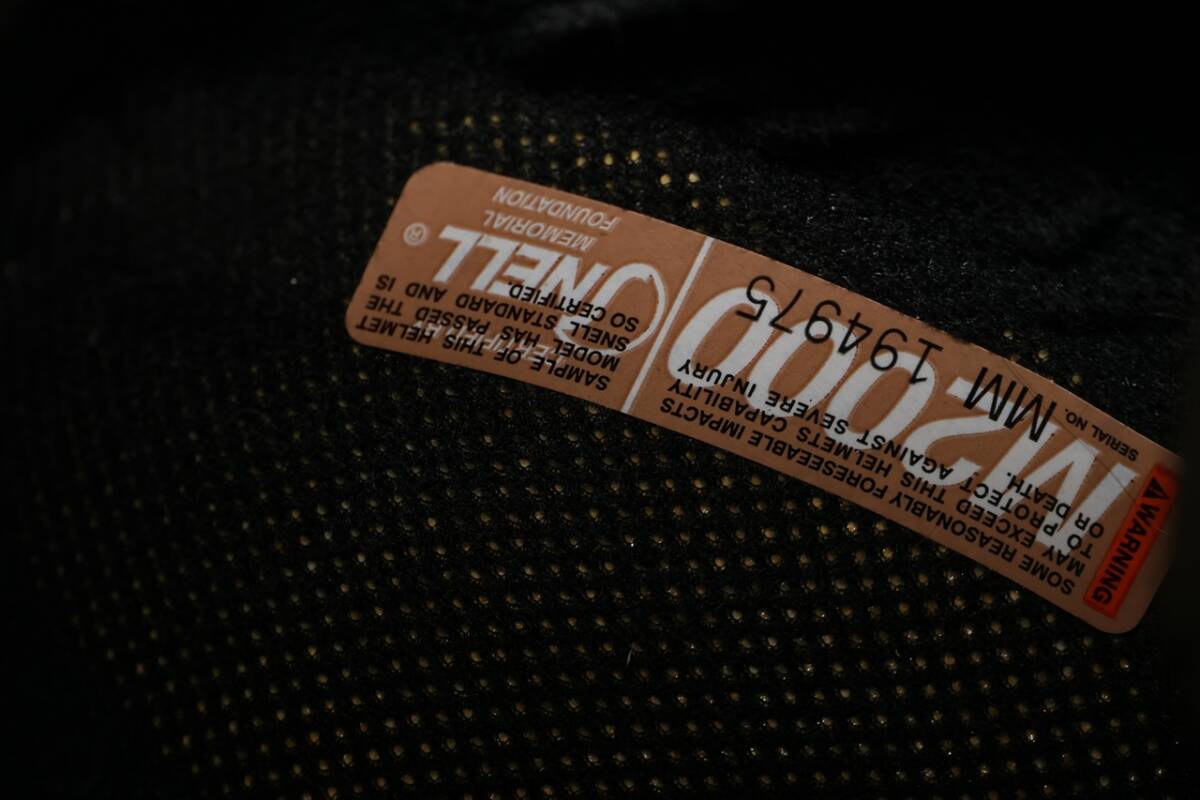 ⚠WARNING
SOME REASONABLY FORESEEABLE IMPACTS
MAY EXCEED THIS HELMETS CAPABILITY
TO PROTECT AGAINST SEVERE INJURY
OR DEATH.
M2000
SERIAL NO.
MM 194975
SAMPLE OF THIS HELMET
MODEL HAS PASSED THE
SNELL STANDARD AND IS
SO CERTIFIED.
SNELL®
MEMORIAL
FOUNDATION